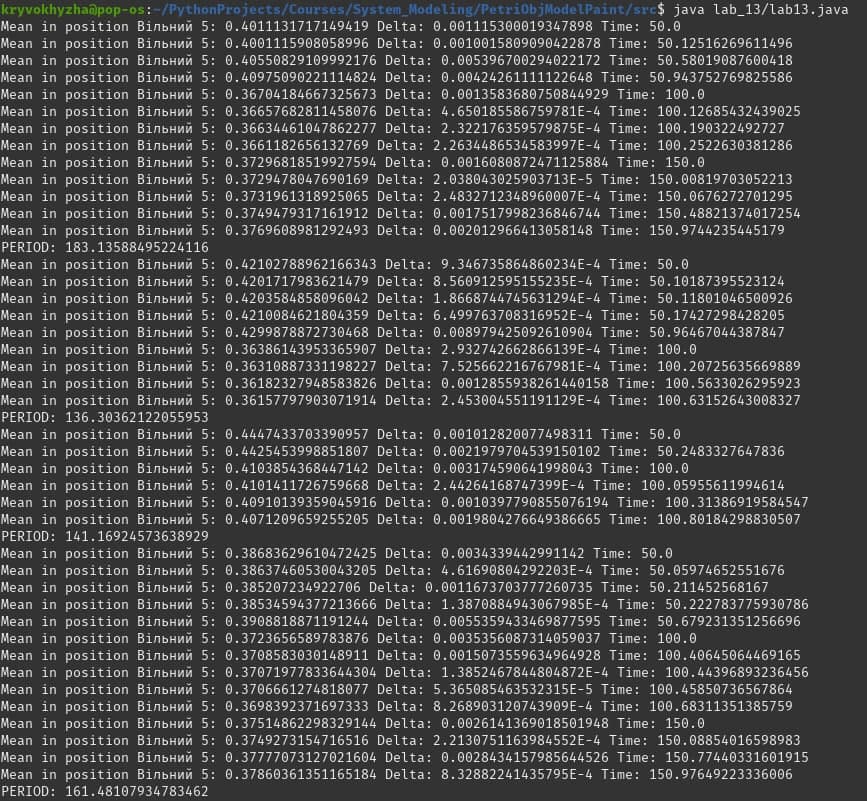 kryvokhyzha@pop-os:~/PythonProjects/Courses/System_Modeling/PetriObjModelPaint/src$ java lab_13/lab13.java
Mean in position Вільний 5: 0.4011131717149419 Delta: 0.001115300019347898 Time: 50.0
Mean in position Вільний 5: 0.4001115908058996 Delta: 0.0010015809090422878 Time: 50.12516269611496
Mean in position Вільний 5: 0.40550829109992176 Delta: 0.005396700294022172 Time: 50.58019087600418
Mean in position Вільний 5: 0.40975090221114824 Delta: 0.00424261111122648 Time: 50.943752769825586
Mean in position Вільний 5: 0.36704184667325673 Delta: 0.0013583680750844929 Time: 100.0
Mean in position Вільний 5: 0.36657682811458076 Delta: 4.650185586759781E-4 Time: 100.12685432439025
Mean in position Вільний 5: 0.36634461047862277 Delta: 2.322176359579875E-4 Time: 100.190322492727
Mean in position Вільний 5: 0.3661182656132769 Delta: 2.2634486534583997E-4 Time: 100.2522630381286
Mean in position Вільний 5: 0.37296818519927594 Delta: 0.0016080872471125884 Time: 150.0
Mean in position Вільний 5: 0.3729478047690169 Delta: 2.038043025903713E-5 Time: 150.00819703052213
Mean in position Вільний 5: 0.3731961318925065 Delta: 2.4832712348960007E-4 Time: 150.0676272701295
Mean in position Вільний 5: 0.3749479317161912 Delta: 0.0017517998236846744 Time: 150.48821374017254
Mean in position Вільний 5: 0.3769608981292493 Delta: 0.002012966413058148 Time: 150.9744235445179
PERIOD: 183.13588495224116
Mean in position Вільний 5: 0.42102788962166343 Delta: 9.346735864860234E-4 Time: 50.0
Mean in position Вільний 5: 0.4201717983621479 Delta: 8.560912595155235E-4 Time: 50.10187395523124
Mean in position Вільний 5: 0.4203584858096042 Delta: 1.8668744745631294E-4 Time: 50.11801046500926
Mean in position Вільний 5: 0.4210084621804359 Delta: 6.499763708316952E-4 Time: 50.17427298428205
Mean in position Вільний 5: 0.4299878872730468 Delta: 0.008979425092610904 Time: 50.96467044387847
Mean in position Вільний 5: 0.36386143953365907 Delta: 2.932742662866139E-4 Time: 100.0
Mean in position Вільний 5: 0.36310887331198227 Delta: 7.525662216767981E-4 Time: 100.20725635669889
Mean in position Вільний 5: 0.36182327948583826 Delta: 0.0012855938261440158 Time: 100.5633026295923
Mean in position Вільний 5: 0.36157797903071914 Delta: 2.453004551191129E-4 Time: 100.63152643008327
PERIOD: 136.30362122055953
Mean in position Вільний 5: 0.4447433703390957 Delta: 0.001012820077498311 Time: 50.0
Mean in position Вільний 5: 0.4425453998851807 Delta: 0.0021979704539150102 Time: 50.2483327647836
Mean in position Вільний 5: 0.4103854368447142 Delta: 0.003174590641998043 Time: 100.0
Mean in position Вільний 5: 0.4101411726759668 Delta: 2.44264168747399E-4 Time: 100.05955611994614
Mean in position Вільний 5: 0.40910139359045916 Delta: 0.0010397790855076194 Time: 100.31386919584547
Mean in position Вільний 5: 0.4071209659255205 Delta: 0.0019804276649386665 Time: 100.80184298830507
PERIOD: 141.16924573638929
Mean in position Вільний 5: 0.38683629610472425 Delta: 0.00343394429​91142 Time: 50.0
Mean in position Вільний 5: 0.38637460530043205 Delta: 4.61690804292203E-4 Time: 50.05974652551676
Mean in position Вільний 5: 0.385207234922706 Delta: 0.0011673703777260735 Time: 50.211452568167
Mean in position Вільний 5: 0.38534594377213666 Delta: 1.3870884943067985E-4 Time: 50.222783775930786
Mean in position Вільний 5: 0.3908818871191244 Delta: 0.0055359433469877595 Time: 50.679231351256696
Mean in position Вільний 5: 0.3723656589783876 Delta: 0.0035356087314059037 Time: 100.0
Mean in position Вільний 5: 0.3708583030148911 Delta: 0.0015073559634964928 Time: 100.40645064469165
Mean in position Вільний 5: 0.37071977833644304 Delta: 1.3852467844804872E-4 Time: 100.44396893236456
Mean in position Вільний 5: 0.3706661274818077 Delta: 5.365085463532315E-5 Time: 100.45850736567864
Mean in position Вільний 5: 0.3698392371697333 Delta: 8.268903120743909E-4 Time: 100.68311351385759
Mean in position Вільний 5: 0.37514862298329144 Delta: 0.0026141369018501948 Time: 150.0
Mean in position Вільний 5: 0.3749273154716516 Delta: 2.2130751163984552E-4 Time: 150.08854016598983
Mean in position Вільний 5: 0.37777073127021604 Delta: 0.0028434157985644526 Time: 150.77440331601915
Mean in position Вільний 5: 0.37860361351165184 Delta: 8.32882241435795E-4 Time: 150.97649223336006
PERIOD: 161.48107934783462